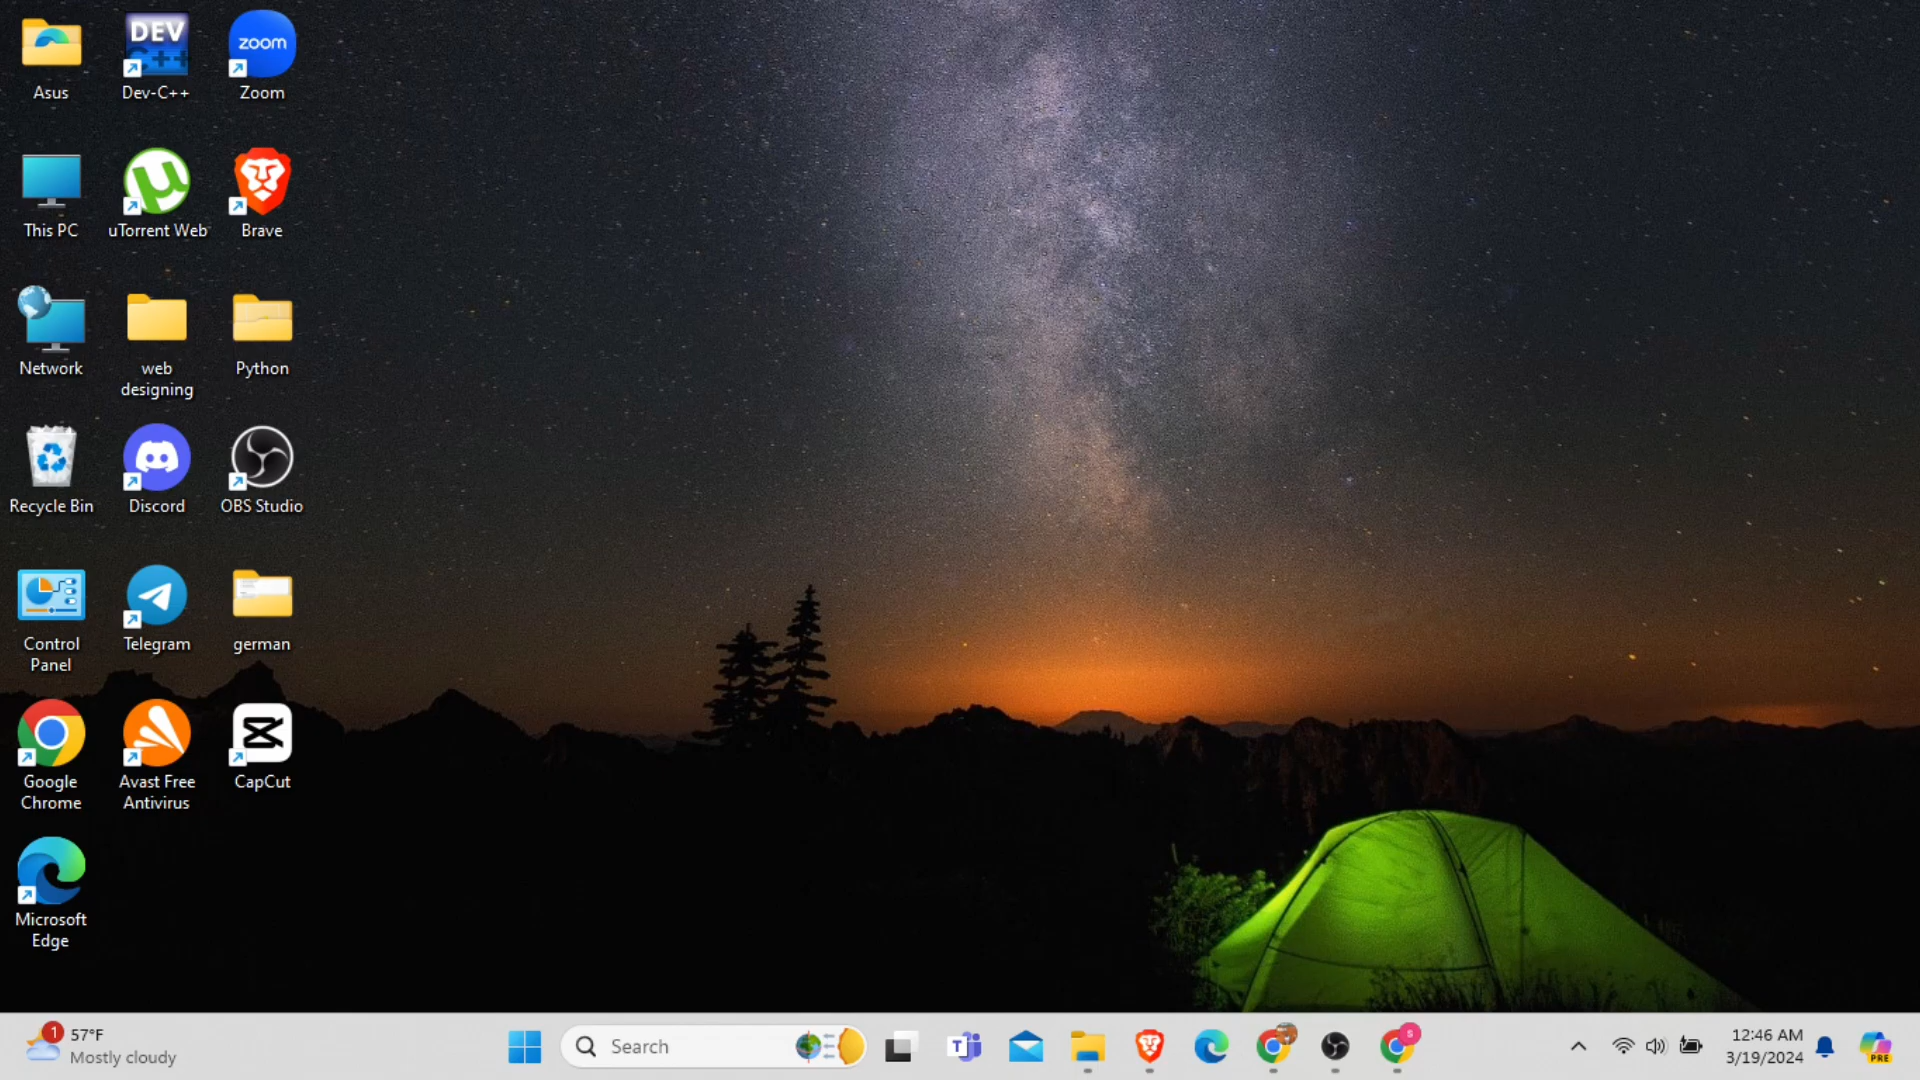 Asus
DEV
C++
Dev-C++
zoom
Zoom
This PC
uTorrent Web
Brave
Network
web
designing
Python
Recycle Bin
Discord
OBS Studio
Control
Panel
Telegram
german
Google
Chrome
Avast Free
Antivirus
CapCut
Microsoft
Edge
1
57°F
Mostly cloudy
Search
T
s
12:46 AM
3/19/2024
PRE